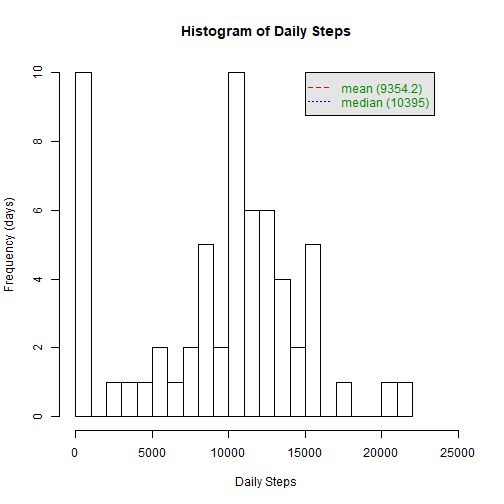 Histogram of Daily Steps
mean (9354.2)
median (10395)
Frequency (days)
0
2
4
6
8
10
0 5000 10000 15000 20000 25000
Daily Steps